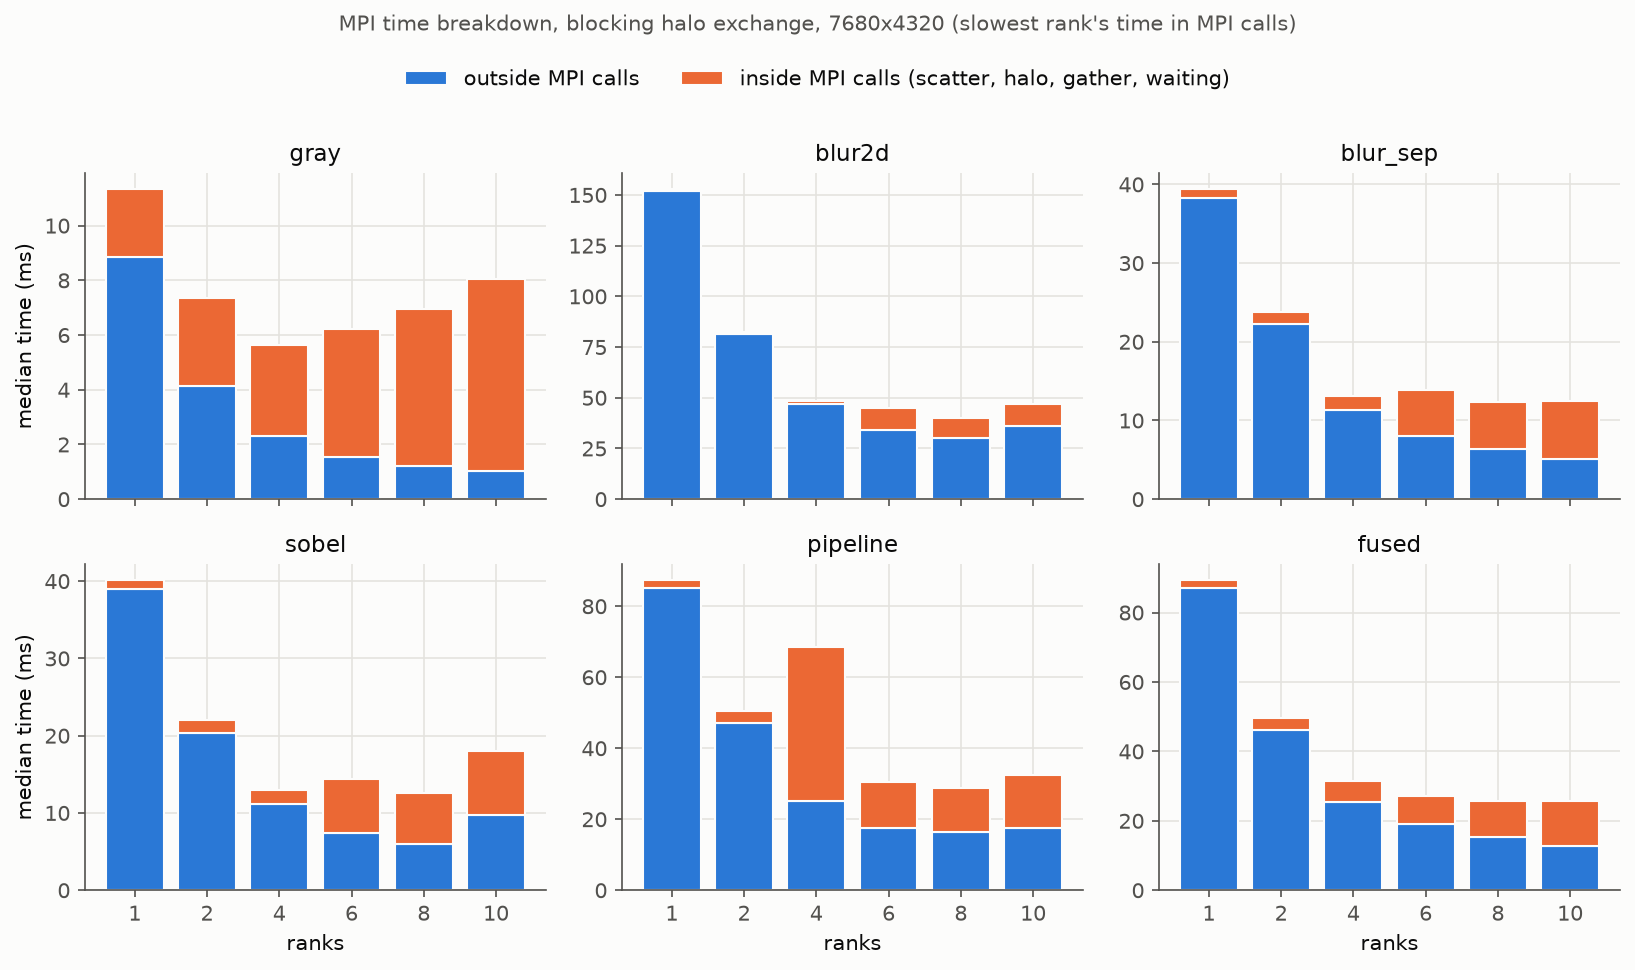 MPI time breakdown, blocking halo exchange, 7680x4320 (slowest rank's time in MPI calls)
outside MPI calls
inside MPI calls (scatter, halo, gather, waiting)
gray
median time (ms)
10
8
6
4
2
0
blur2d
150
125
100
75
50
25
0
blur_sep
40
30
20
10
0
sobel
median time (ms)
40
30
20
10
0
1 2 4 6 8 10
ranks
pipeline
80
60
40
20
0
1 2 4 6 8 10
ranks
fused
80
60
40
20
0
1 2 4 6 8 10
ranks